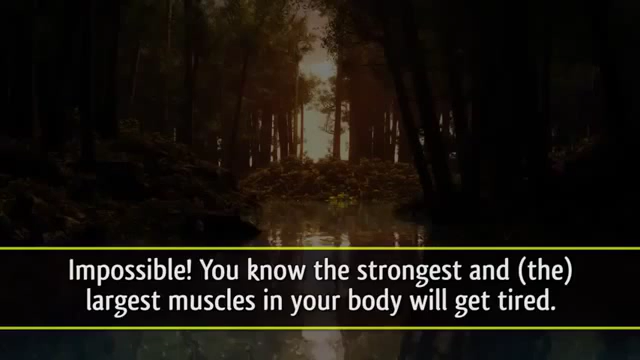 Impossible! You know the strongest and (the)
largest muscles in your body will get tired.